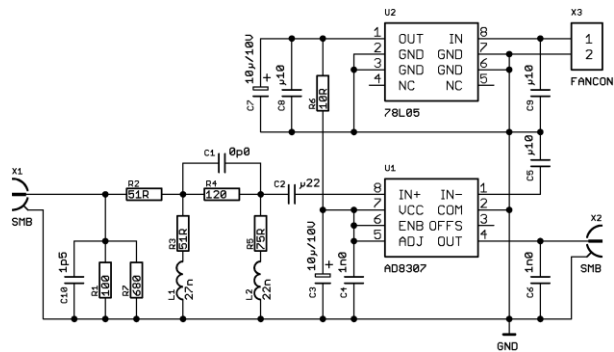 U2
X3
1 OUT IN 8
2 GND GND 7
3 GND GND 6
4 NC NC 5
78L05
1
2
FANCON
10µ/10V
C7
µ10
C8
10R
R6
µ10
C9
µ10
C5
C1 0p0
X1
SMB
R2
51R
R4
120
C2 µ22
U1
8 IN+ IN- 1
7 VCC COM 2
6 ENB OFFS 3
5 ADJ OUT 4
AD8307
X2
SMB
R3
51R
R5
75R
10µ/10V
C3
1n0
C4
1n0
C6
1p5
C10
R1
100
R7
680
L1
27n
L2
22n
GND